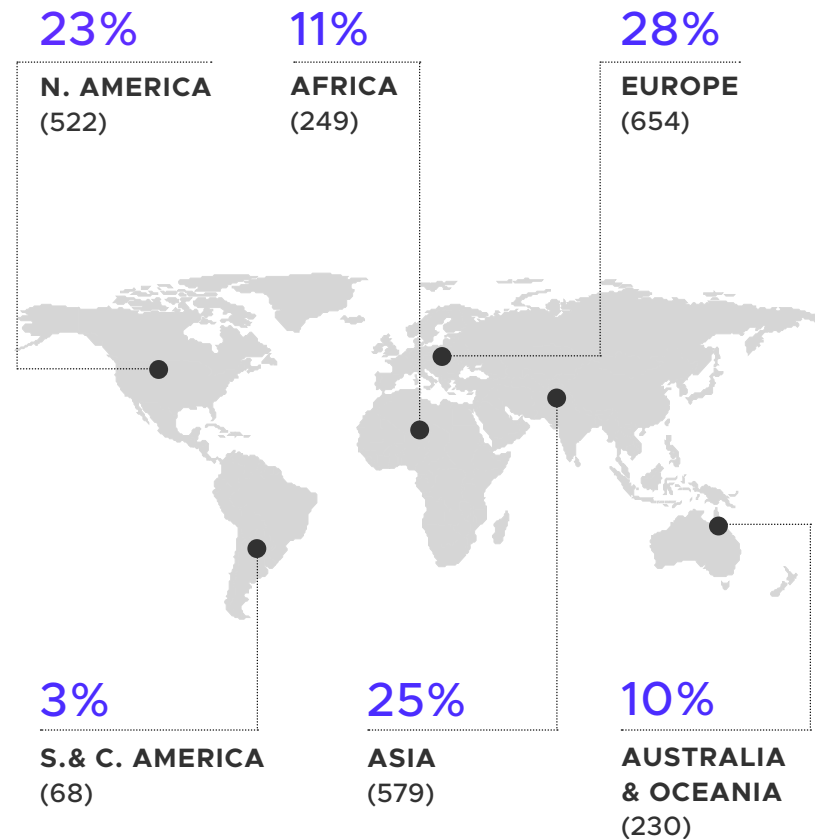 23%
N. AMERICA
(522)
11%
AFRICA
(249)
28%
EUROPE
(654)
3%
S.& C. AMERICA
(68)
25%
ASIA
(579)
10%
AUSTRALIA
& OCEANIA
(230)